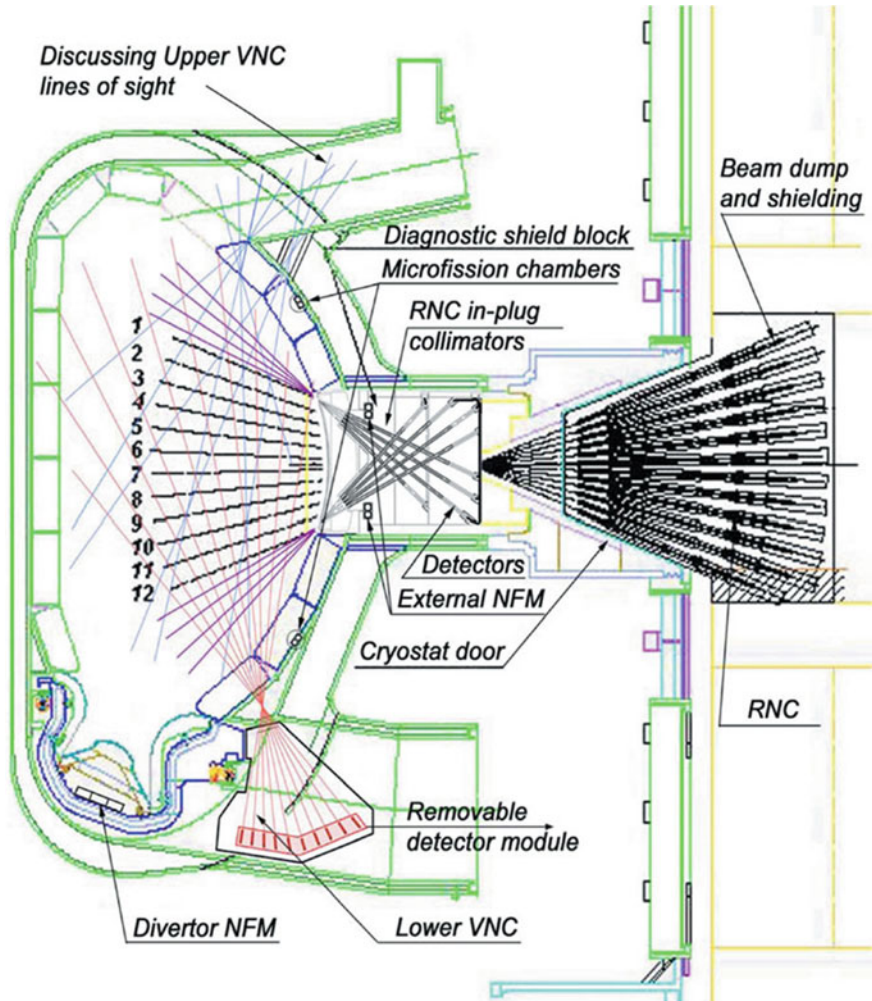 Discussing Upper VNC
lines of sight
Beam dump
and shielding
Diagnostic shield block
Microfission chambers
RNC in-plug
collimators
1
2
3
4
5
6
7
8
9
10
11
12
Detectors
External NFM
Cryostat door
RNC
Removable
detector module
Divertor NFM
Lower VNC